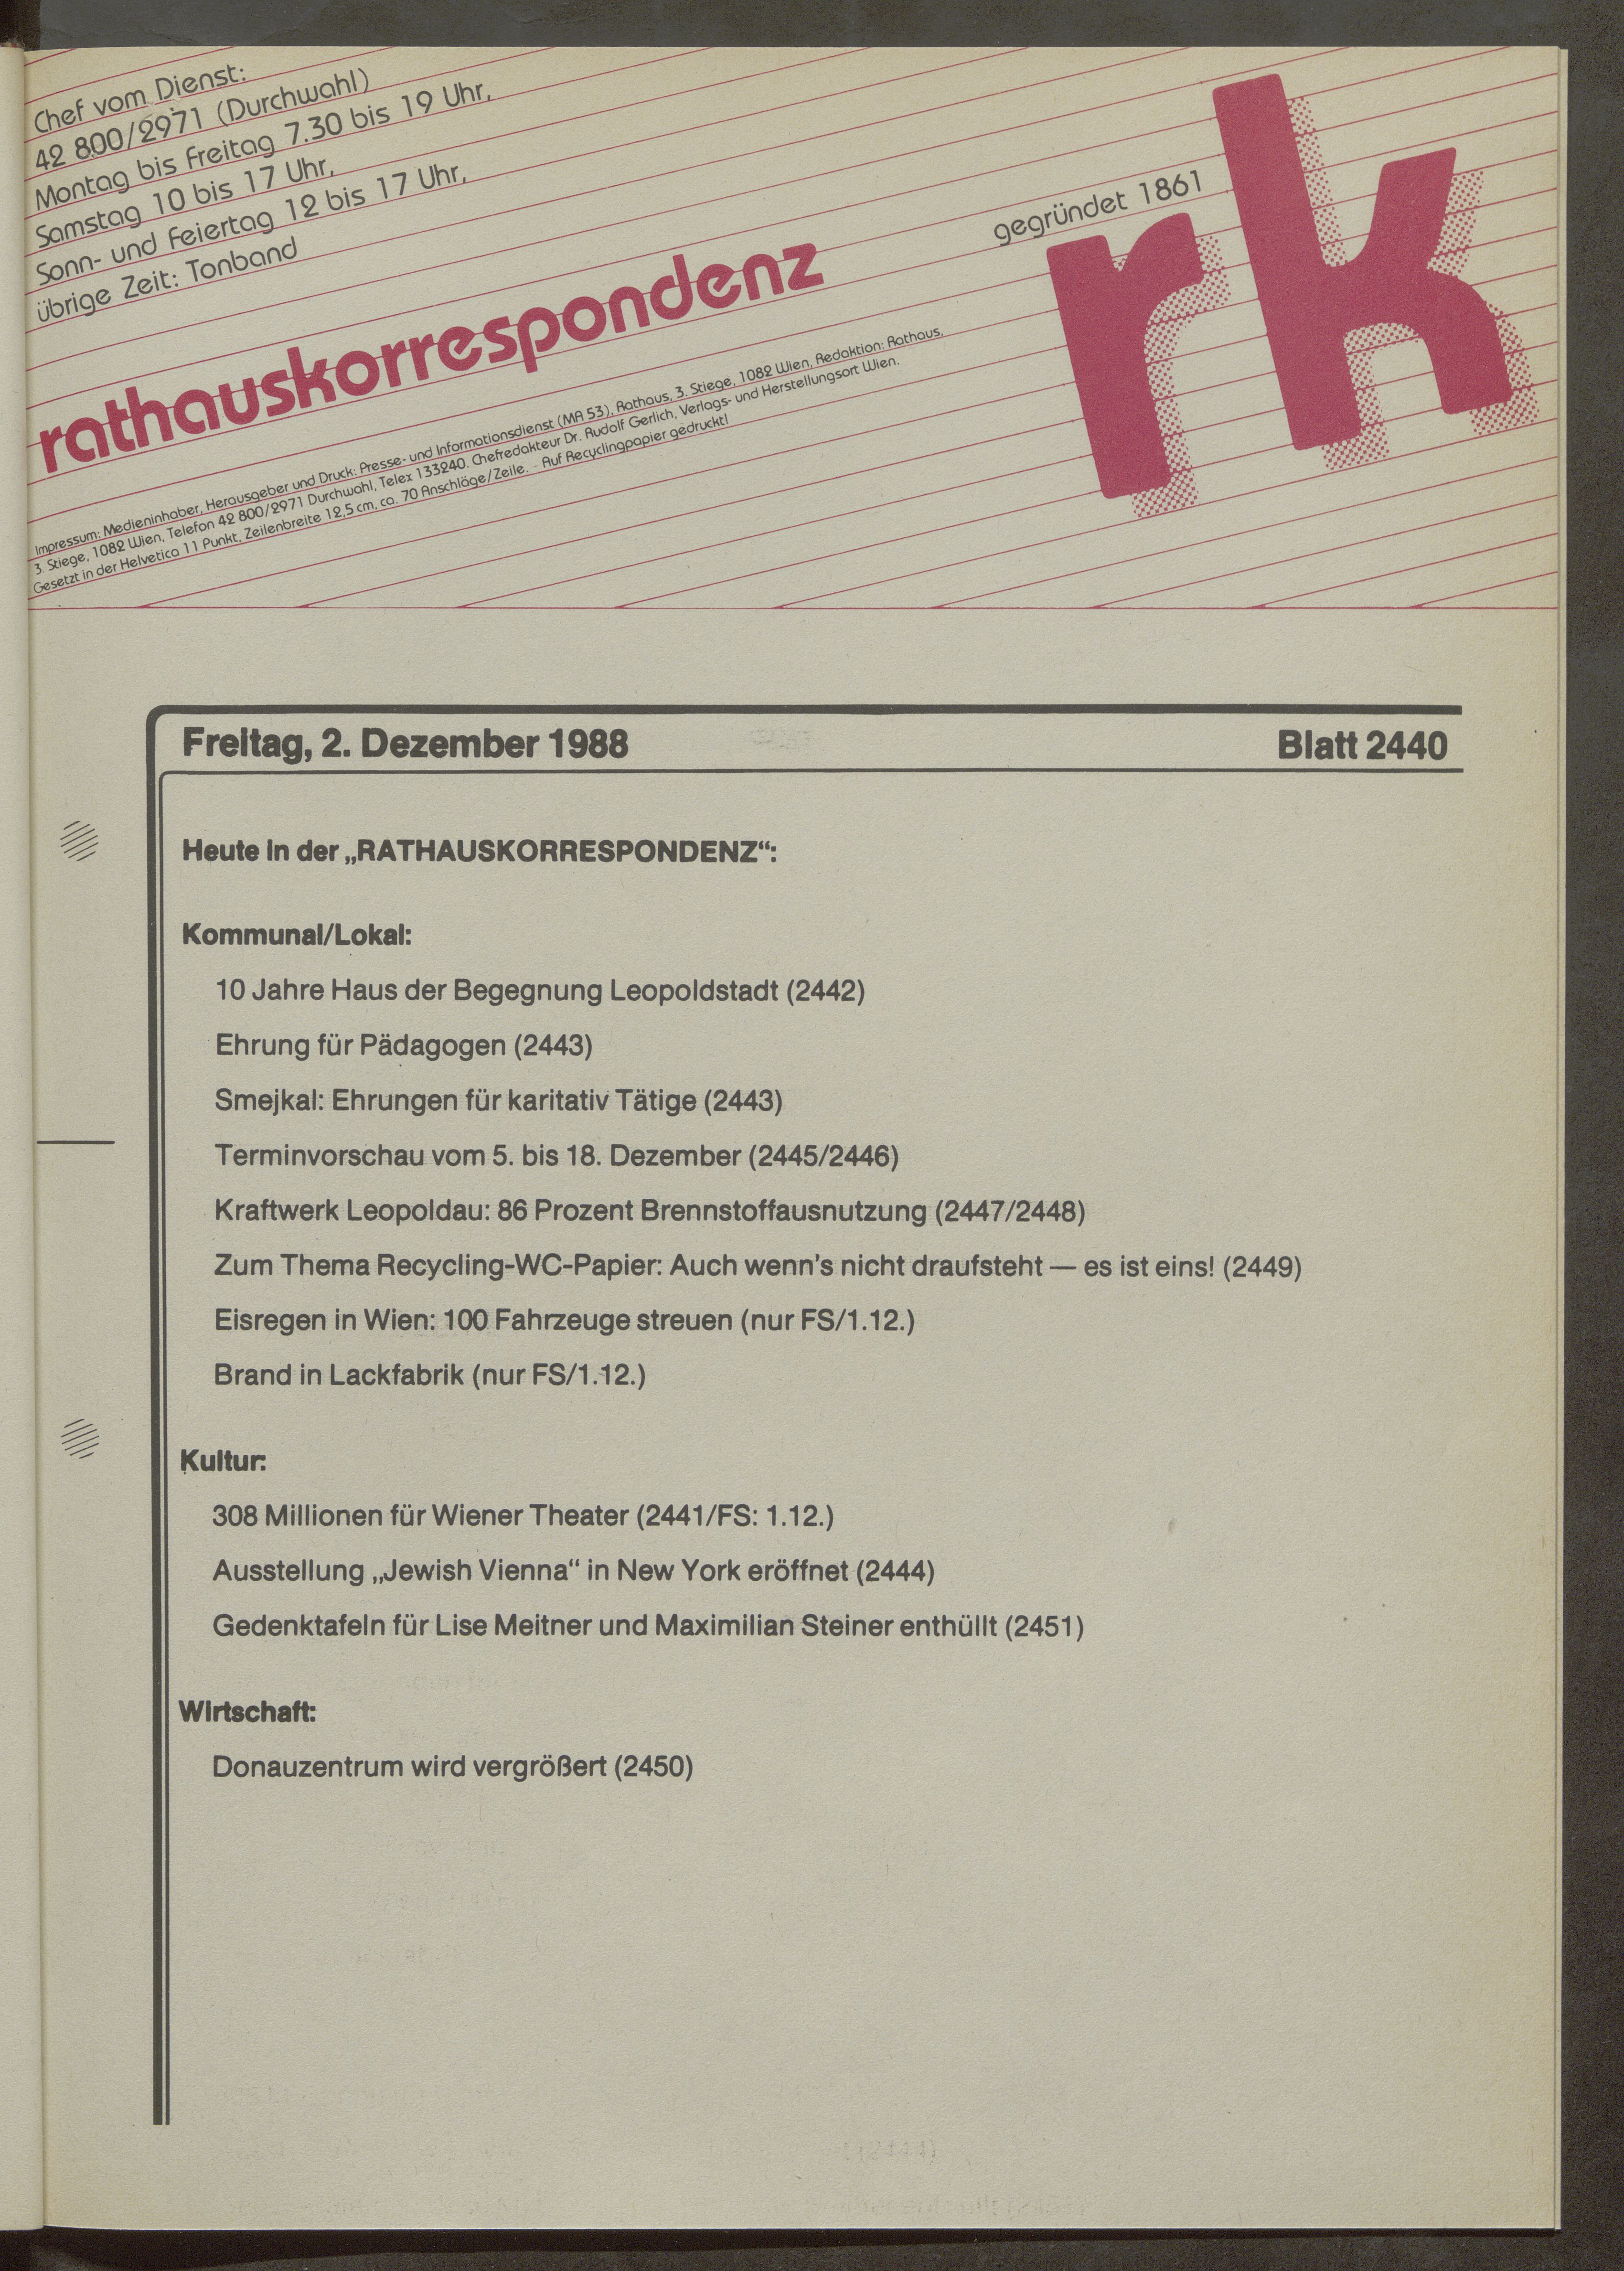 Chef vom Dienst:
42 800/2971 (Durchwahl)
Montag bis Freitag 7.30 bis 19 Uhr,
Samstag 10 bis 17 Uhr,
Sonn- und Feiertag 12 bis 17 Uhr,
übrige Zeit: Tonband
gegründet 1861
rk
rathauskorrespondenz
Impressum: Medieninhaber, Herausgeber und Druck: Presse- und Informationsdienst (MA 53), Rathaus, 3. Stiege, 1082 Wien, Redaktion: Rathaus,
3. Stiege, 1082 Wien, Telefon 42 800/2971 Durchwahl, Telex 133240. Chefredakteur Dr. Rudolf Gerlich, Verlags- und Herstellungsort Wien.
Gesetzt in der Helvetica 11 Punkt, Zeilenbreite 12,5 cm, ca. 70 Anschläge/Zeile. – Auf Recyclingpapier gedruckt!
Freitag, 2. Dezember 1988 Blatt 2440
Heute in der „RATHAUSKORRESPONDENZ“:
Kommunal/Lokal:
10 Jahre Haus der Begegnung Leopoldstadt (2442)
Ehrung für Pädagogen (2443)
Smejkal: Ehrungen für karitativ Tätige (2443)
Terminvorschau vom 5. bis 18. Dezember (2445/2446)
Kraftwerk Leopoldau: 86 Prozent Brennstoffausnutzung (2447/2448)
Zum Thema Recycling-WC-Papier: Auch wenn's nicht draufsteht — es ist eins! (2449)
Eisregen in Wien: 100 Fahrzeuge streuen (nur FS/1.12.)
Brand in Lackfabrik (nur FS/1.12.)
Kultur:
308 Millionen für Wiener Theater (2441/FS: 1.12.)
Ausstellung „Jewish Vienna“ in New York eröffnet (2444)
Gedenktafeln für Lise Meitner und Maximilian Steiner enthüllt (2451)
Wirtschaft:
Donauzentrum wird vergrößert (2450)